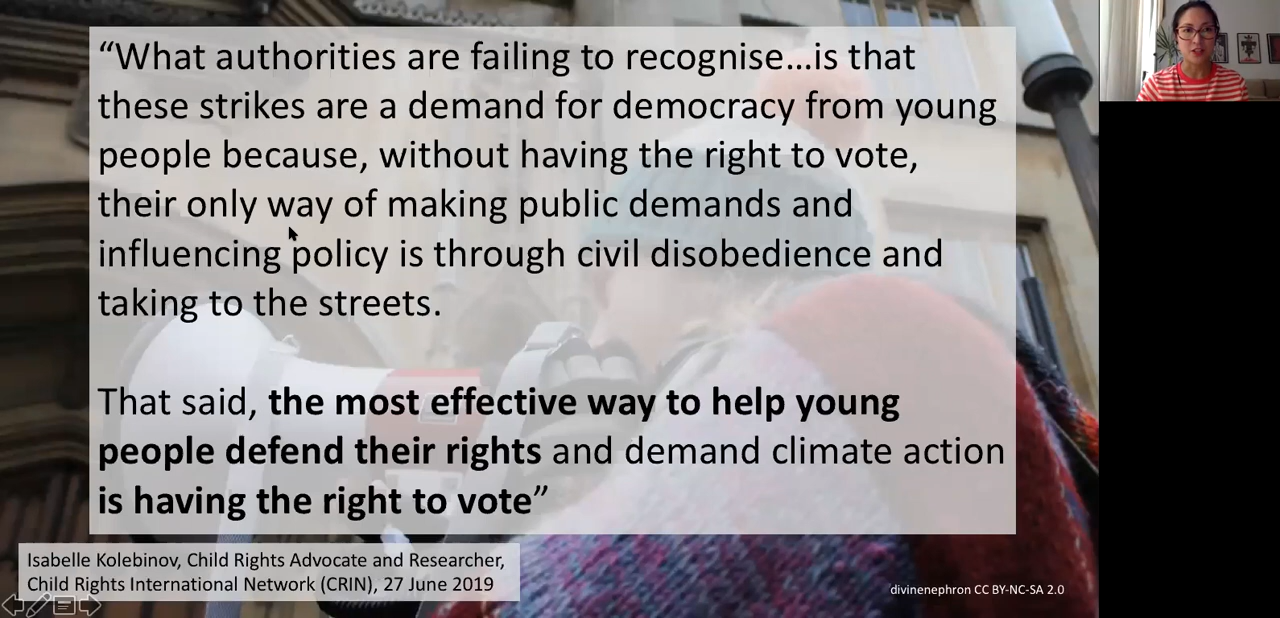 “What authorities are failing to recognise...is that
these strikes are a demand for democracy from young
people because, without having the right to vote,
their only way of making public demands and
influencing policy is through civil disobedience and
taking to the streets.
That said, the most effective way to help young
people defend their rights and demand climate action
is having the right to vote”
Isabelle Kolebinov, Child Rights Advocate and Researcher,
Child Rights International Network (CRIN), 27 June 2019
divinenephron CC BY-NC-SA 2.0